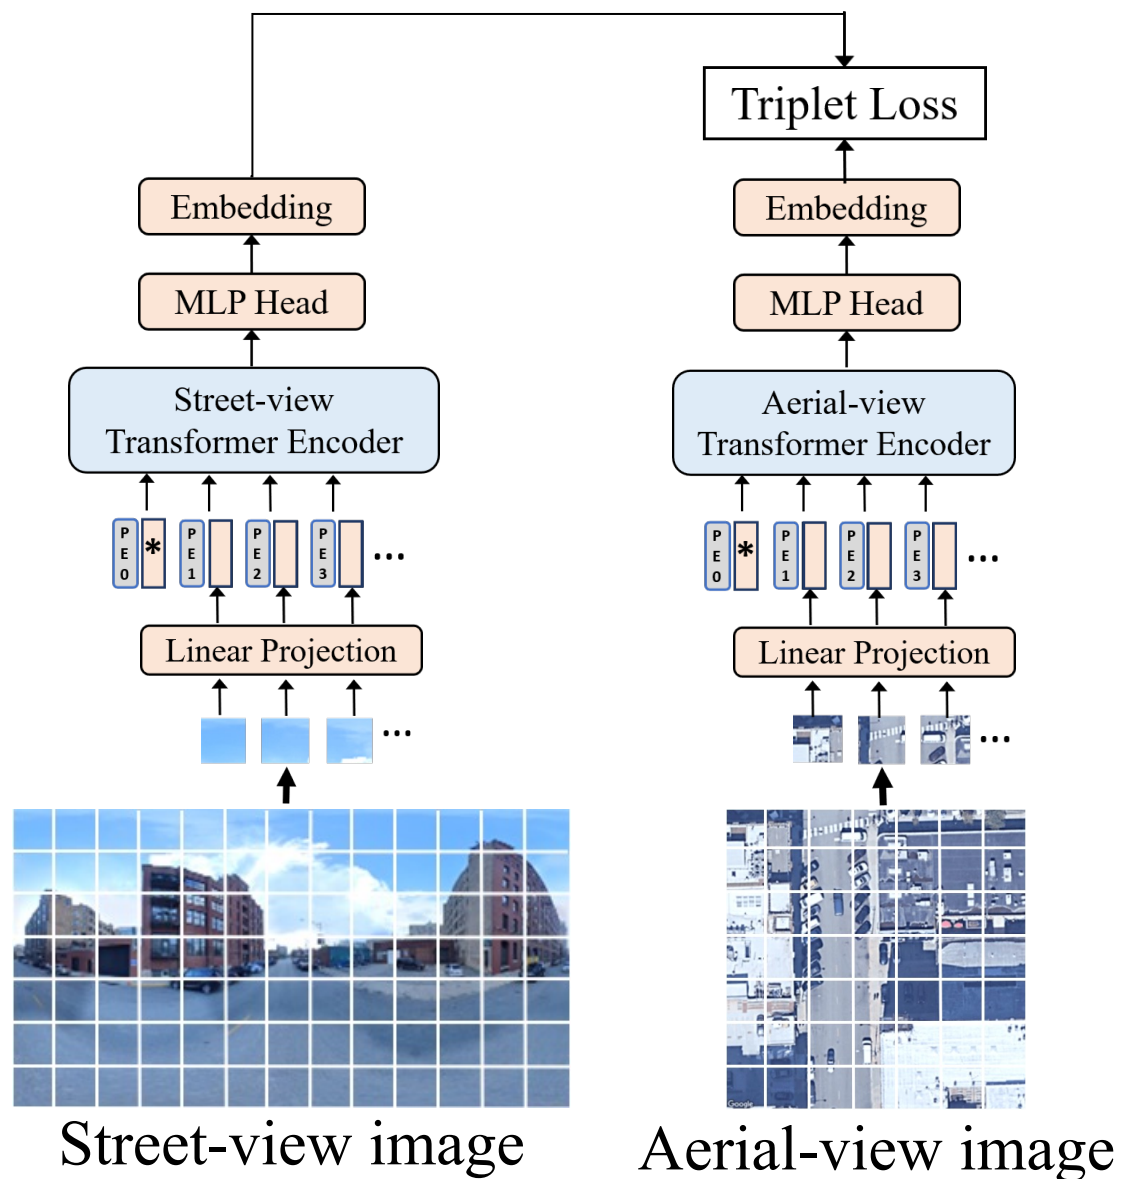 Triplet Loss
Embedding
Embedding
MLP Head
MLP Head
Street-view
Transformer Encoder
Aerial-view
Transformer Encoder
PE0
*
PE1
PE2
PE3
...
PE0
*
PE1
PE2
PE3
...
Linear Projection
Linear Projection
...
...
Google
Street-view image
Aerial-view image